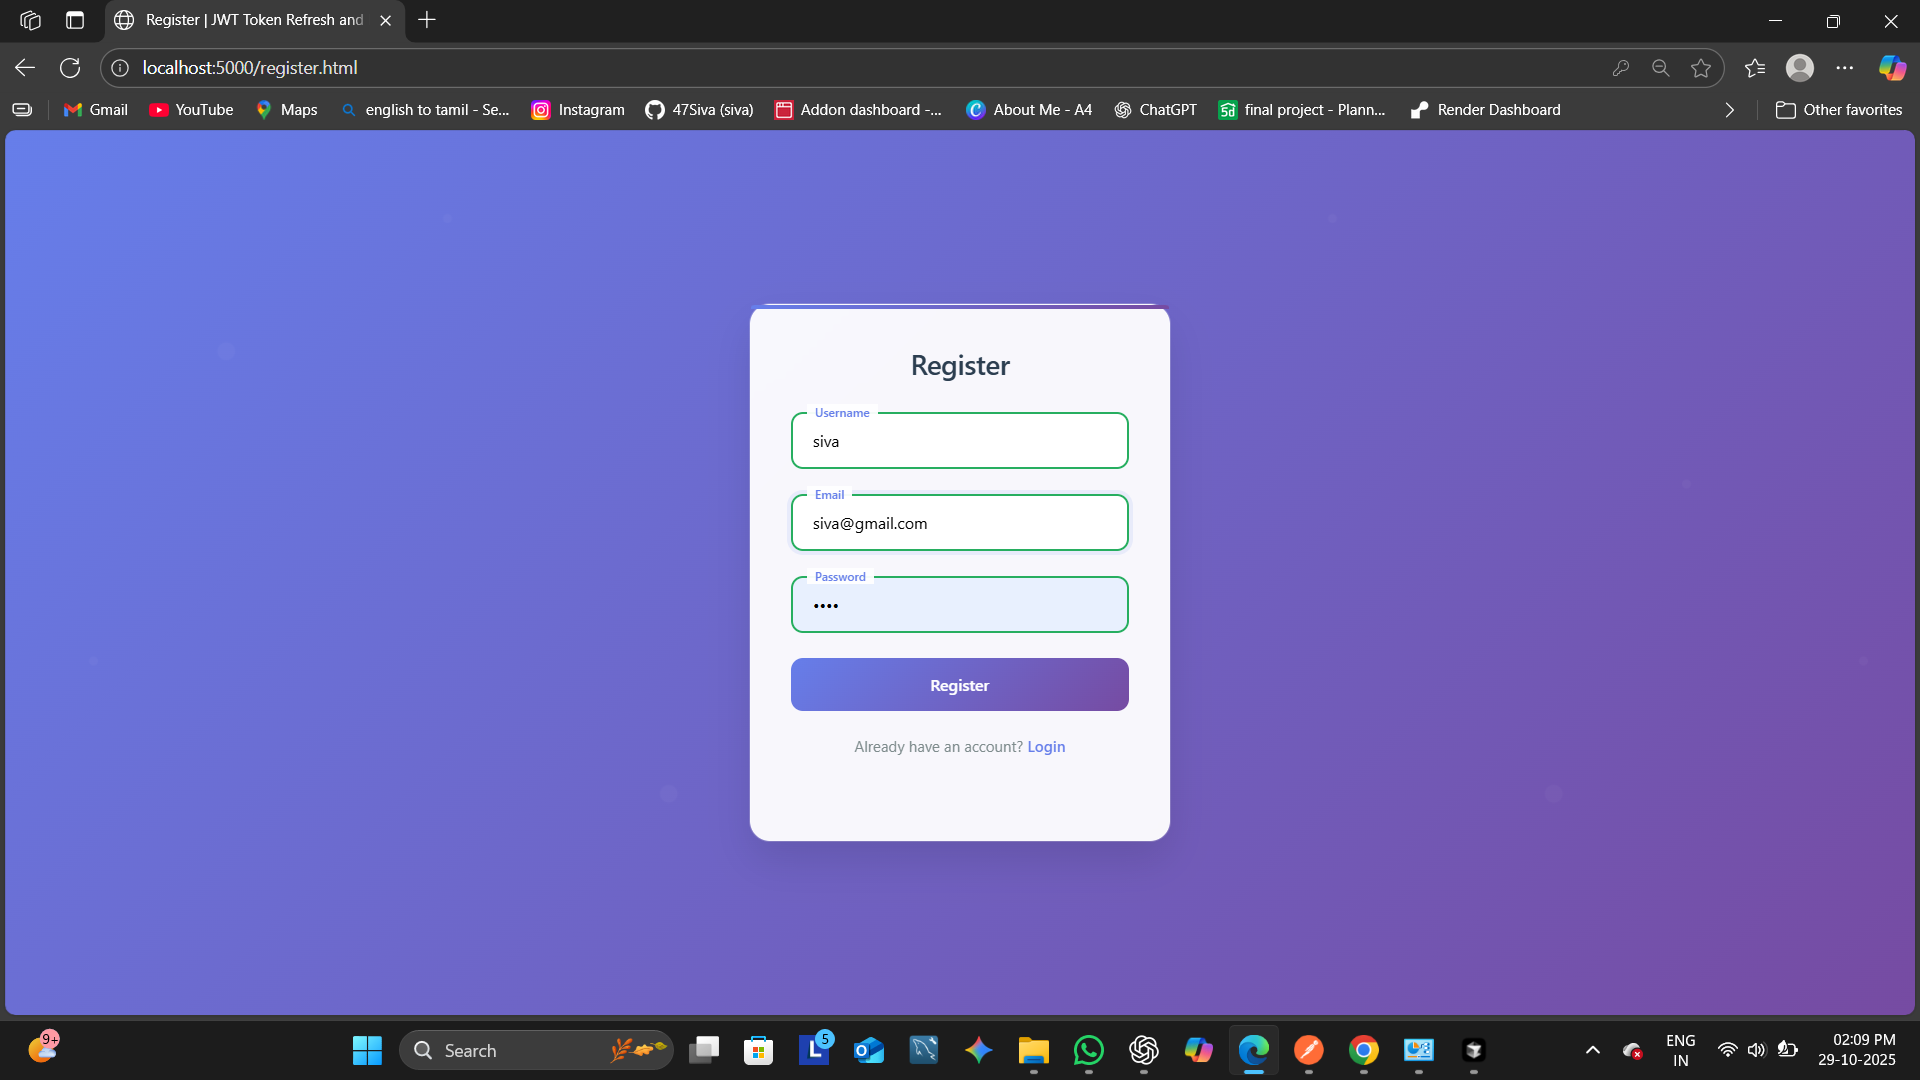 Register | JWT Token Refresh and
localhost:5000/register.html
Gmail
YouTube
Maps
english to tamil - Se...
Instagram
47Siva (siva)
Addon dashboard -...
About Me - A4
ChatGPT
final project - Plann...
Render Dashboard
Other favorites
Register
Username
siva
Email
siva@gmail.com
Password
••••
Register
Already have an account? Login
9+
Search
5
ENG
IN
02:09 PM
29-10-2025